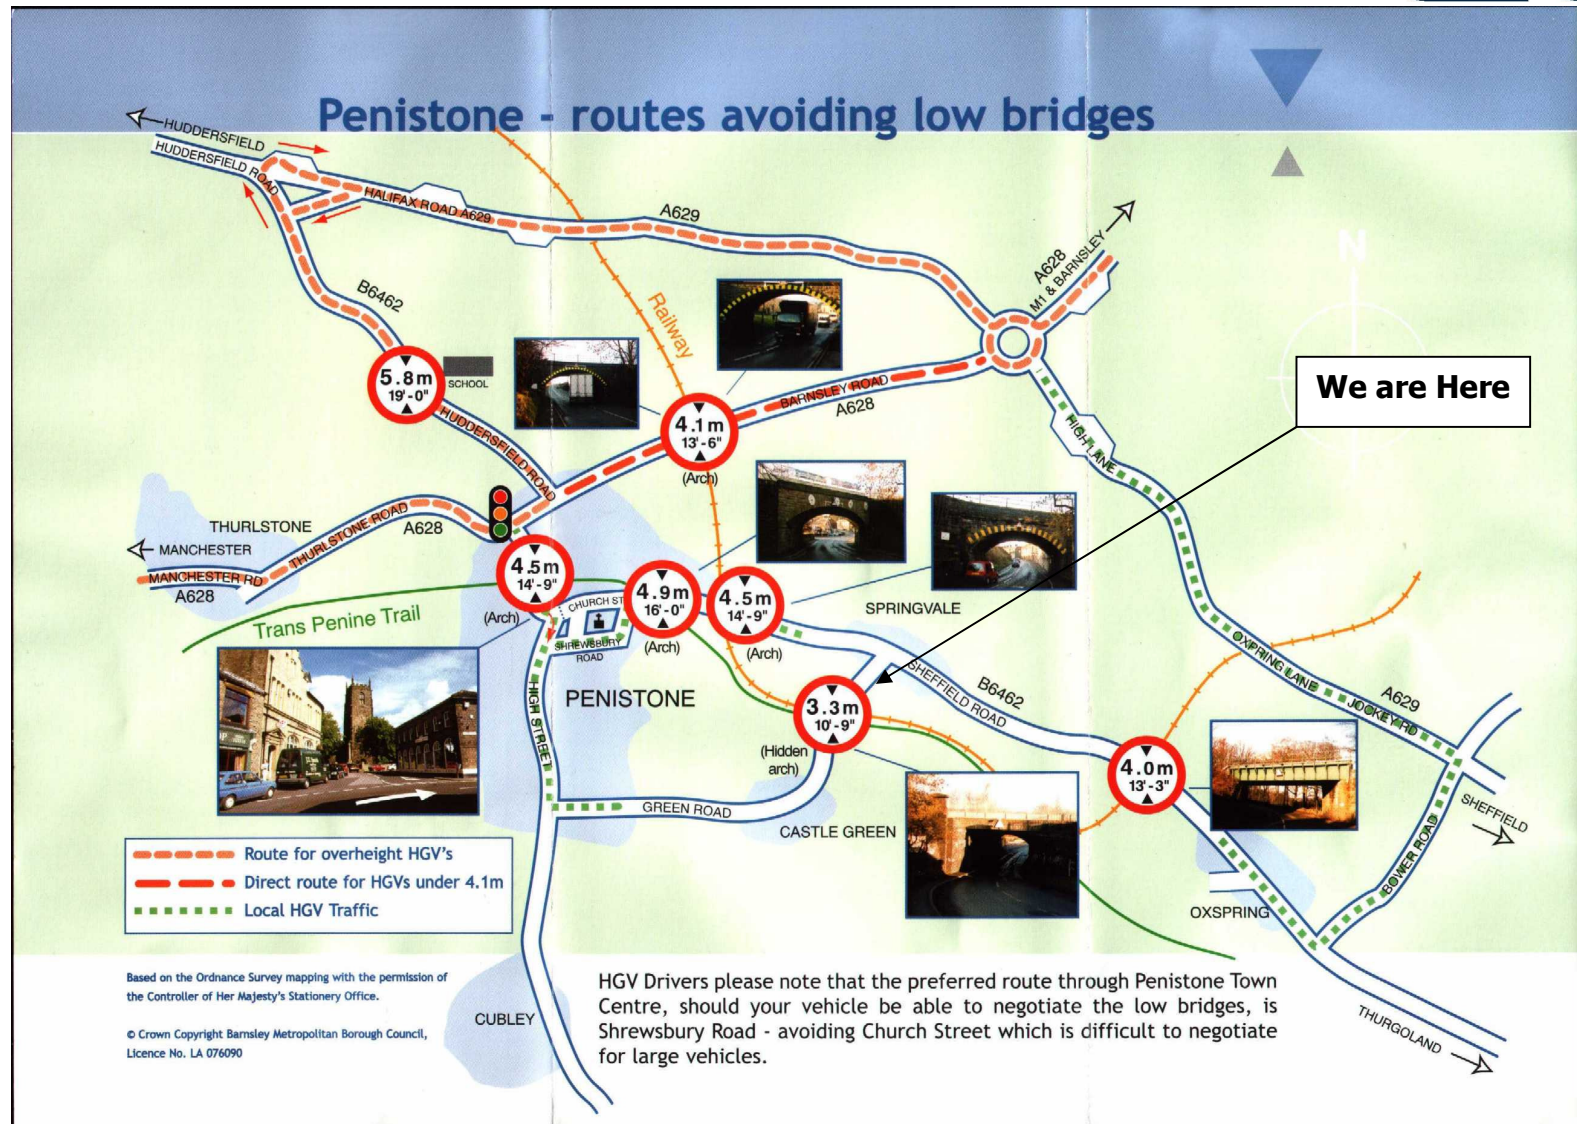 Penistone - routes avoiding low bridges
HUDDERSFIELD
HUDDERSFIELD ROAD
HALIFAX ROAD A629
A629
A628
M1 & BARNSLEY
N
B6462
Railway
5.8m
19'-0"
SCHOOL
We are Here
BARNSLEY ROAD
A628
4.1m
13'-6"
(Arch)
HUDDERSFIELD ROAD
HIGH LANE
THURLSTONE
MANCHESTER
THURLSTONE ROAD
A628
MANCHESTER RD
A628
4.5m
14'-9"
(Arch)
CHURCH ST
4.9m
16'-0"
(Arch)
4.5m
14'-9"
(Arch)
SPRINGVALE
Trans Penine Trail
SHREWSBURY
ROAD
OXSPRING LANE
A629
JOCKEY RD
HIGH STREET
PENISTONE
SHEFFIELD ROAD
B6462
3.3m
10'-9"
(Hidden
arch)
4.0m
13'-3"
GREEN ROAD
CASTLE GREEN
SHEFFIELD
BOWER ROAD
OXSPRING
Route for overheight HGV's
Direct route for HGVs under 4.1m
Local HGV Traffic
THURGOLAND
CUBLEY
Based on the Ordnance Survey mapping with the permission of
the Controller of Her Majesty's Stationery Office.
© Crown Copyright Barnsley Metropolitan Borough Council,
Licence No. LA 076090
HGV Drivers please note that the preferred route through Penistone Town
Centre, should your vehicle be able to negotiate the low bridges, is
Shrewsbury Road - avoiding Church Street which is difficult to negotiate
for large vehicles.